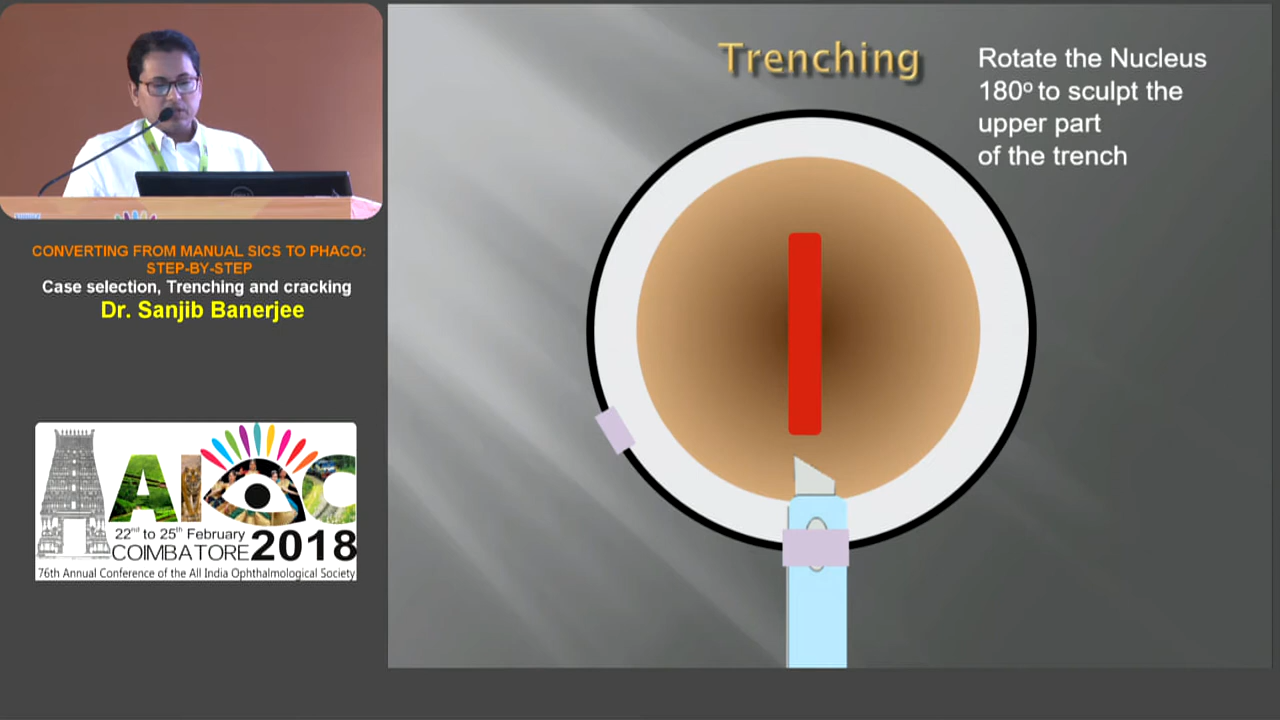 Trenching
Rotate the Nucleus
180º to sculpt the
upper part
of the trench
CONVERTING FROM MANUAL SICS TO PHACO:
STEP-BY-STEP
Case selection, Trenching and cracking
Dr. Sanjib Banerjee
AIOC
22nd to 25th February
COIMBATORE 2018
76th Annual Conference of the All India Ophthalmological Society